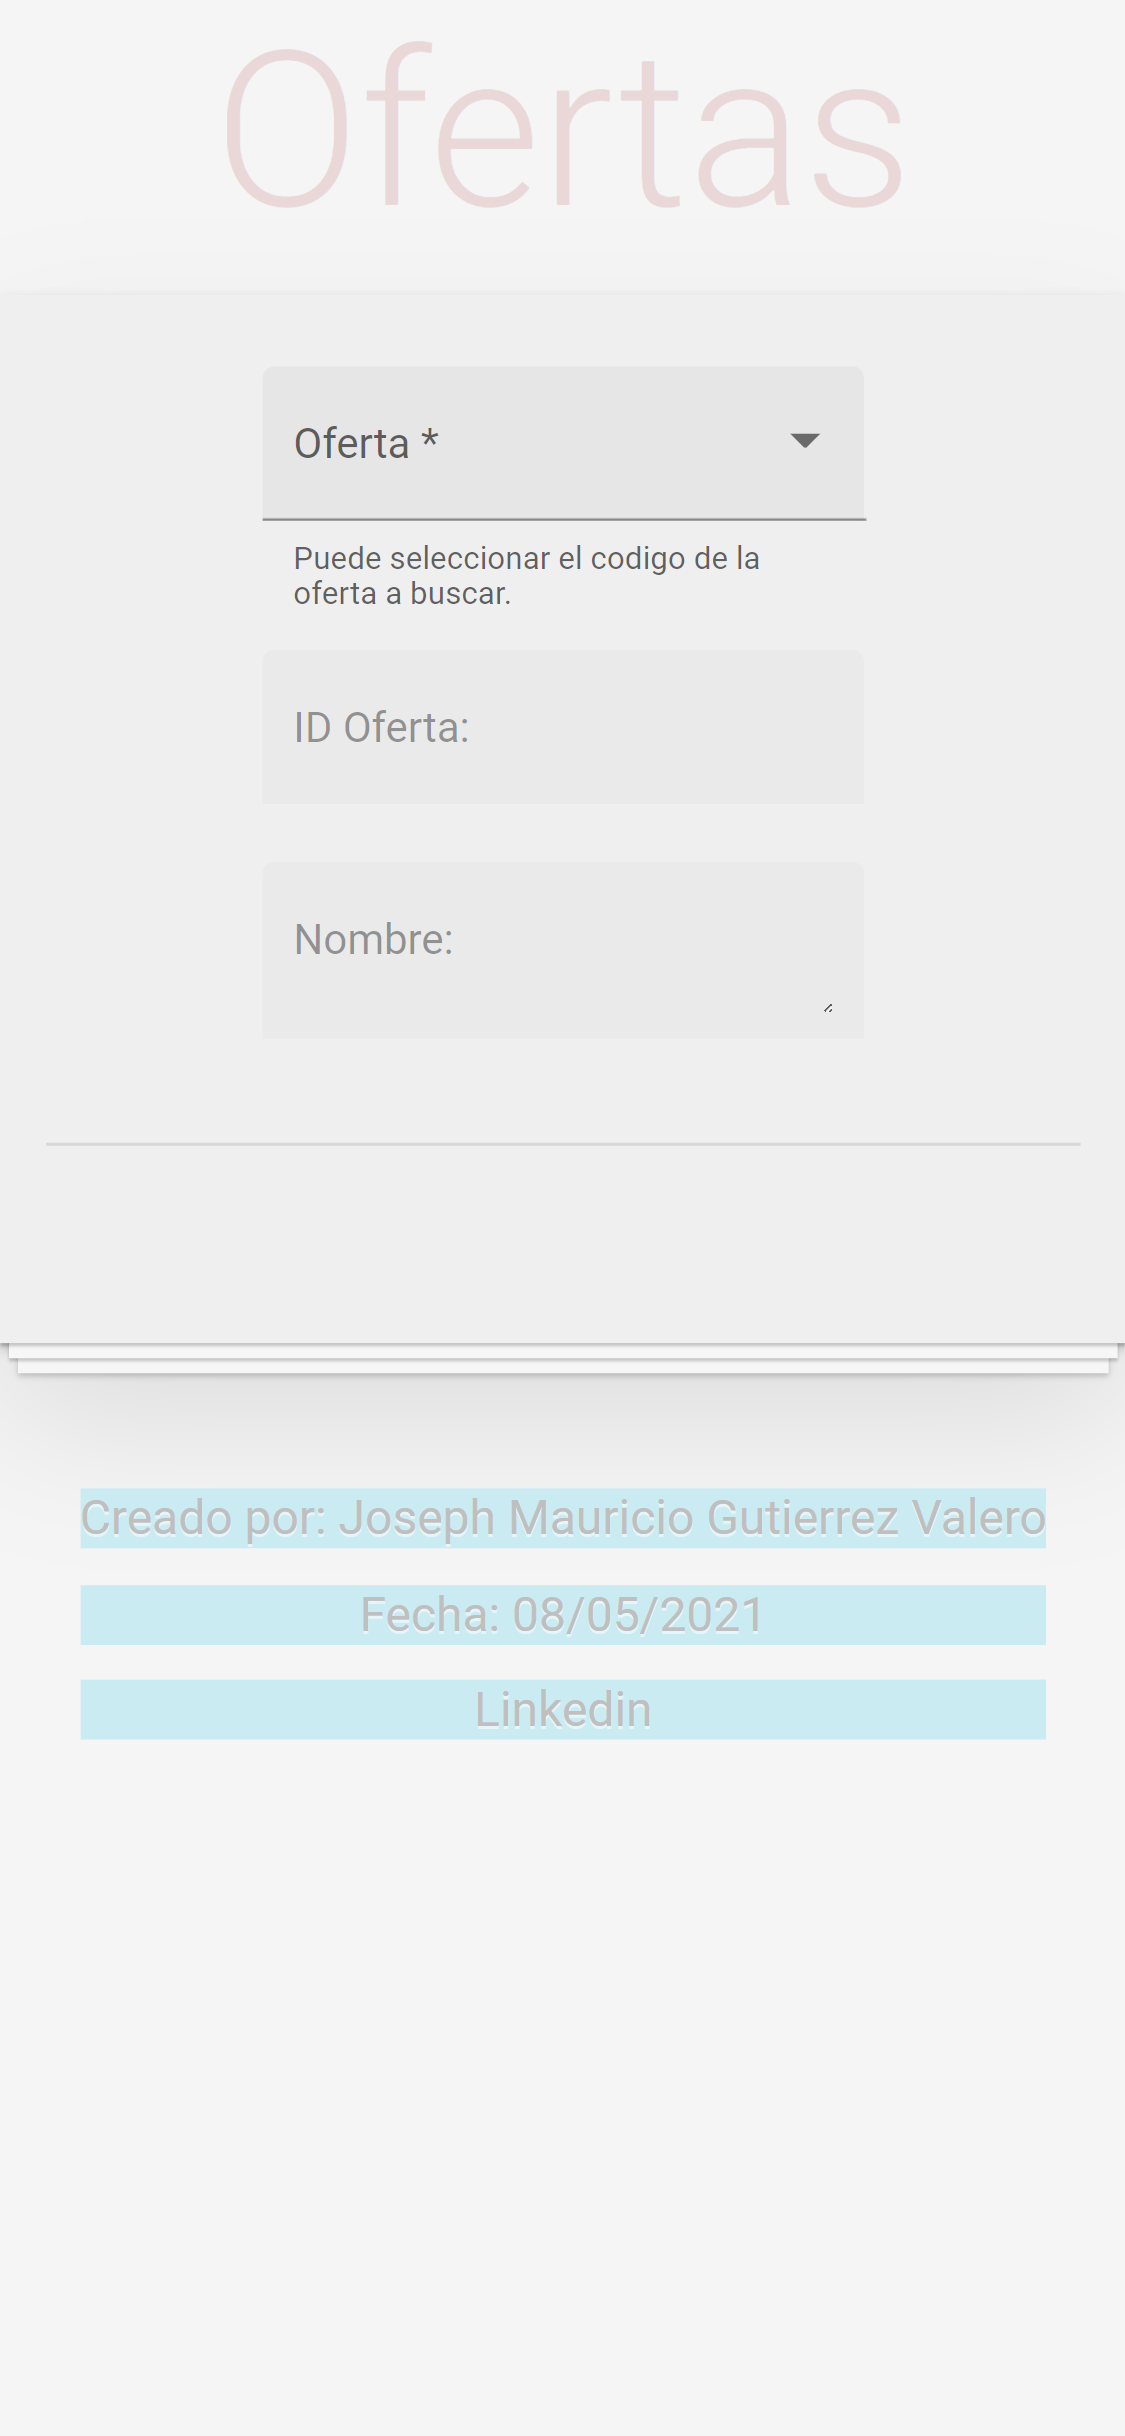 Ofertas
Oferta *
Puede seleccionar el codigo de la
oferta a buscar.
ID Oferta:
Nombre:
Creado por: Joseph Mauricio Gutierrez Valero
Fecha: 08/05/2021
Linkedin